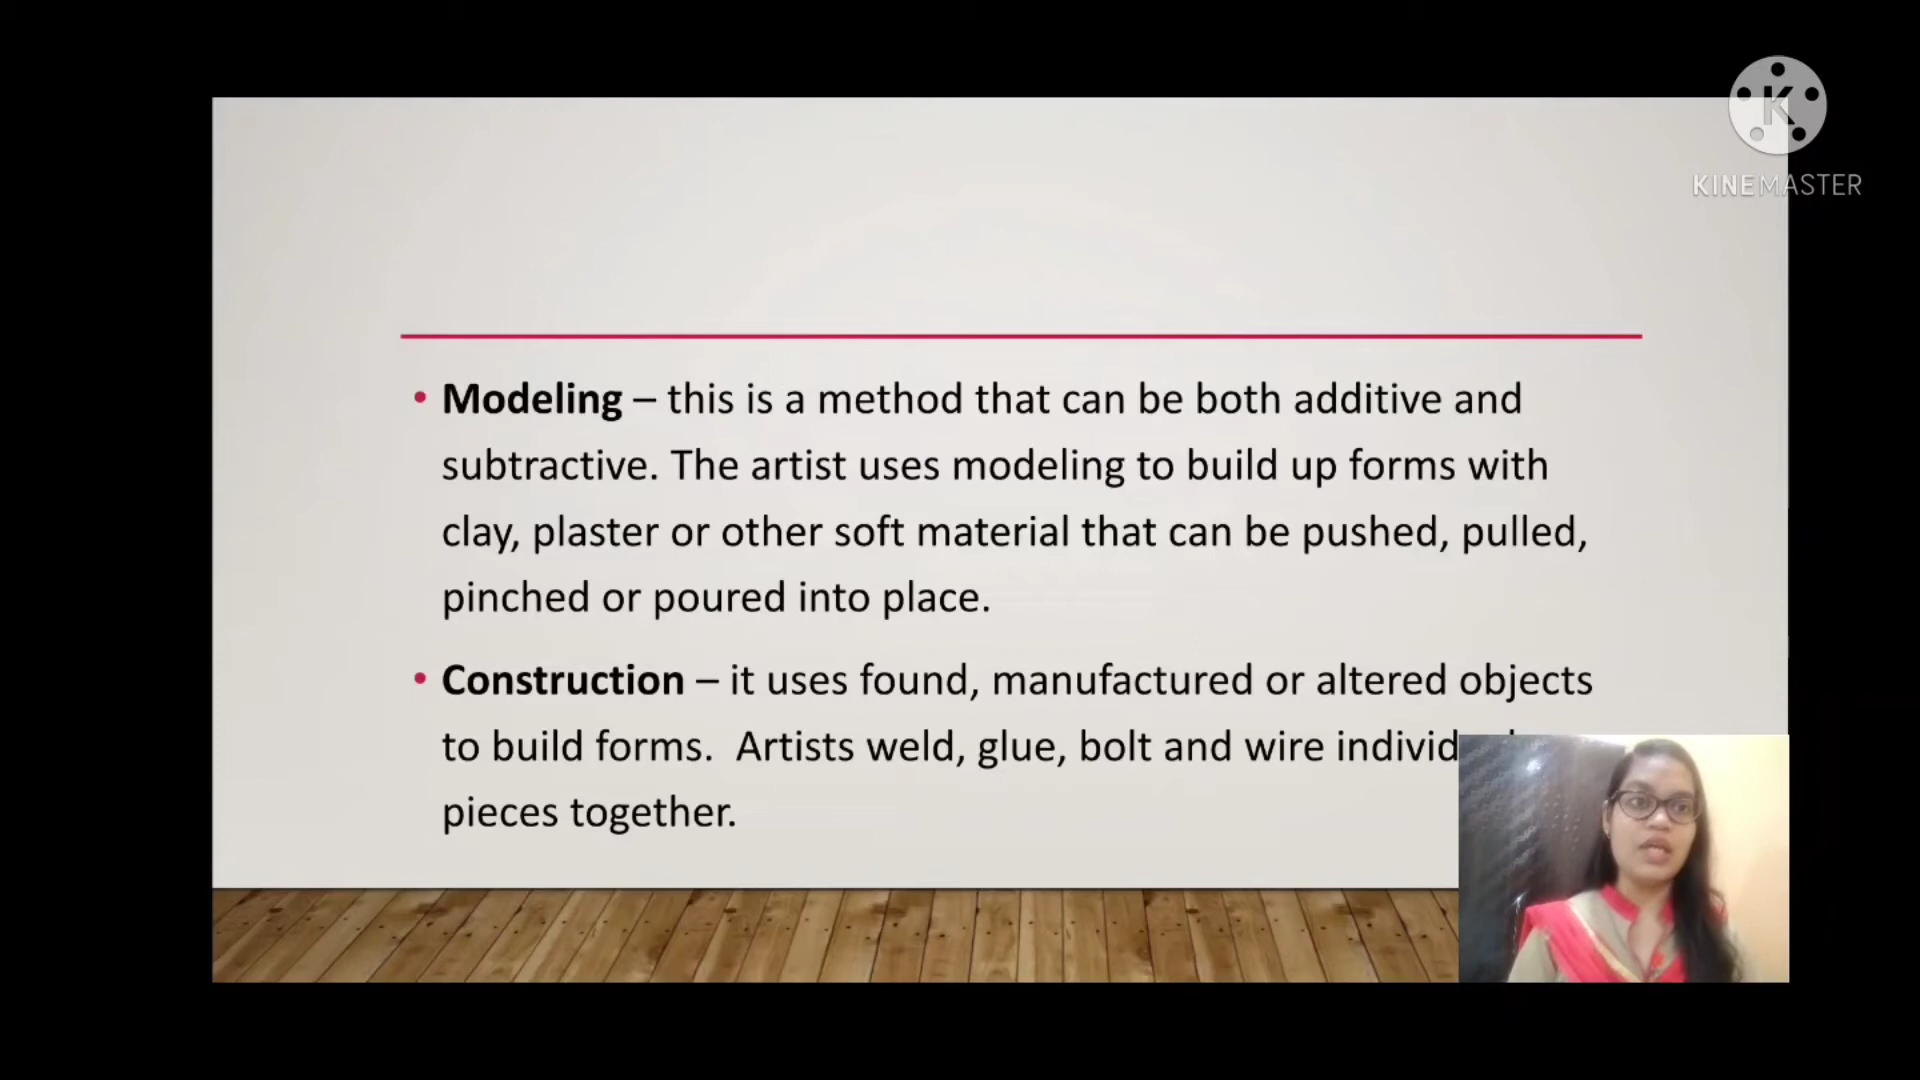 K
KINEMASTER
• Modeling – this is a method that can be both additive and
subtractive. The artist uses modeling to build up forms with
clay, plaster or other soft material that can be pushed, pulled,
pinched or poured into place.
• Construction – it uses found, manufactured or altered objects
to build forms. Artists weld, glue, bolt and wire
pieces together.